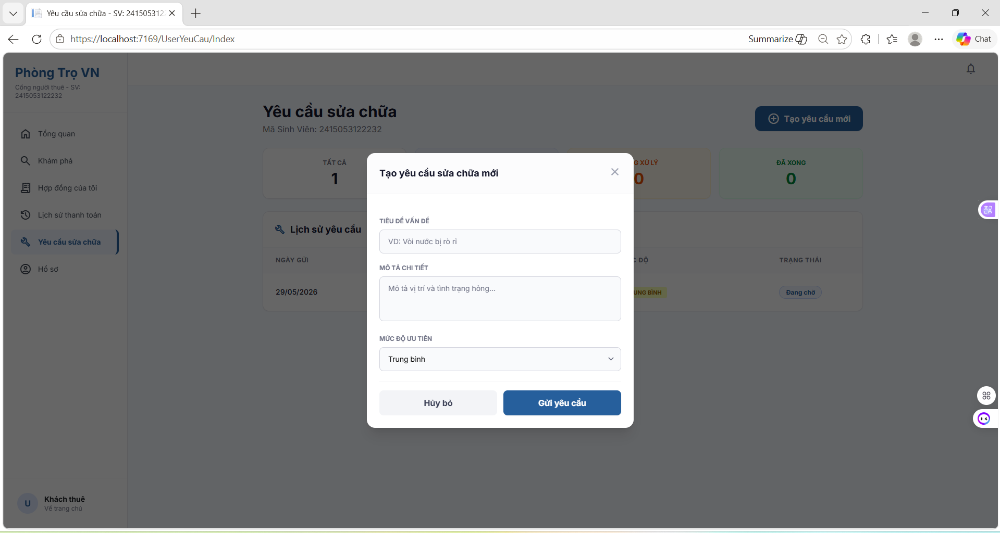 Yêu cầu sửa chữa - SV: 241505312
https://localhost:7169/UserYeuCau/Index
Summarize
Chat
Phòng Trọ VN
Cổng người thuê - SV:
2415053122232
Tổng quan
Khám phá
Hợp đồng của tôi
Lịch sử thanh toán
Yêu cầu sửa chữa
Hồ sơ
U
Khách thuê
Về trang chủ
Yêu cầu sửa chữa
Mã Sinh Viên: 2415053122232
Tạo yêu cầu mới
TẤT CẢ
1
G XỬ LÝ
0
ĐÃ XONG
0
Lịch sử yêu cầu
NGÀY GỬI
C ĐỘ
TRẠNG THÁI
29/05/2026
UNG BÌNH
Đang chờ
Tạo yêu cầu sửa chữa mới
TIÊU ĐỀ VẤN ĐỀ
VD: Vòi nước bị rò rỉ
MÔ TẢ CHI TIẾT
Mô tả vị trí và tình trạng hỏng...
MỨC ĐỘ ƯU TIÊN
Trung bình
Hủy bỏ
Gửi yêu cầu